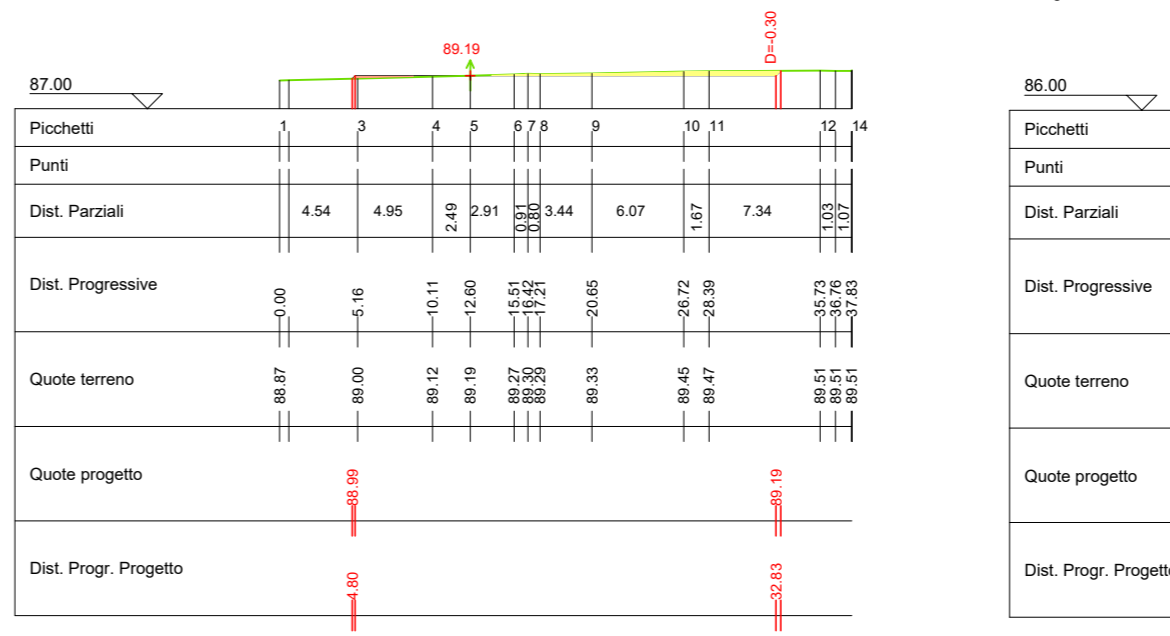 89.19
D=-0.30
87.00
Picchetti 1 3 4 5 6 7 8 9 10 11 12 14
Punti
Dist. Parziali 4.54 4.95 2.49 2.91 0.91 0.80 3.44 6.07 1.67 7.34 1.03 1.07
Dist. Progressive 0.00 5.16 10.11 12.60 15.51 16.42 17.21 20.65 26.72 28.39 35.73 36.76 37.83
Quote terreno 88.87 89.00 89.12 89.19 89.27 89.30 89.29 89.33 89.45 89.47 89.51 89.51 89.51
Quote progetto 88.99 89.19
Dist. Progr. Progetto 4.80 32.83
86.00
Picchetti
Punti
Dist. Parziali
Dist. Progressive
Quote terreno
Quote progetto
Dist. Progr. Progetto